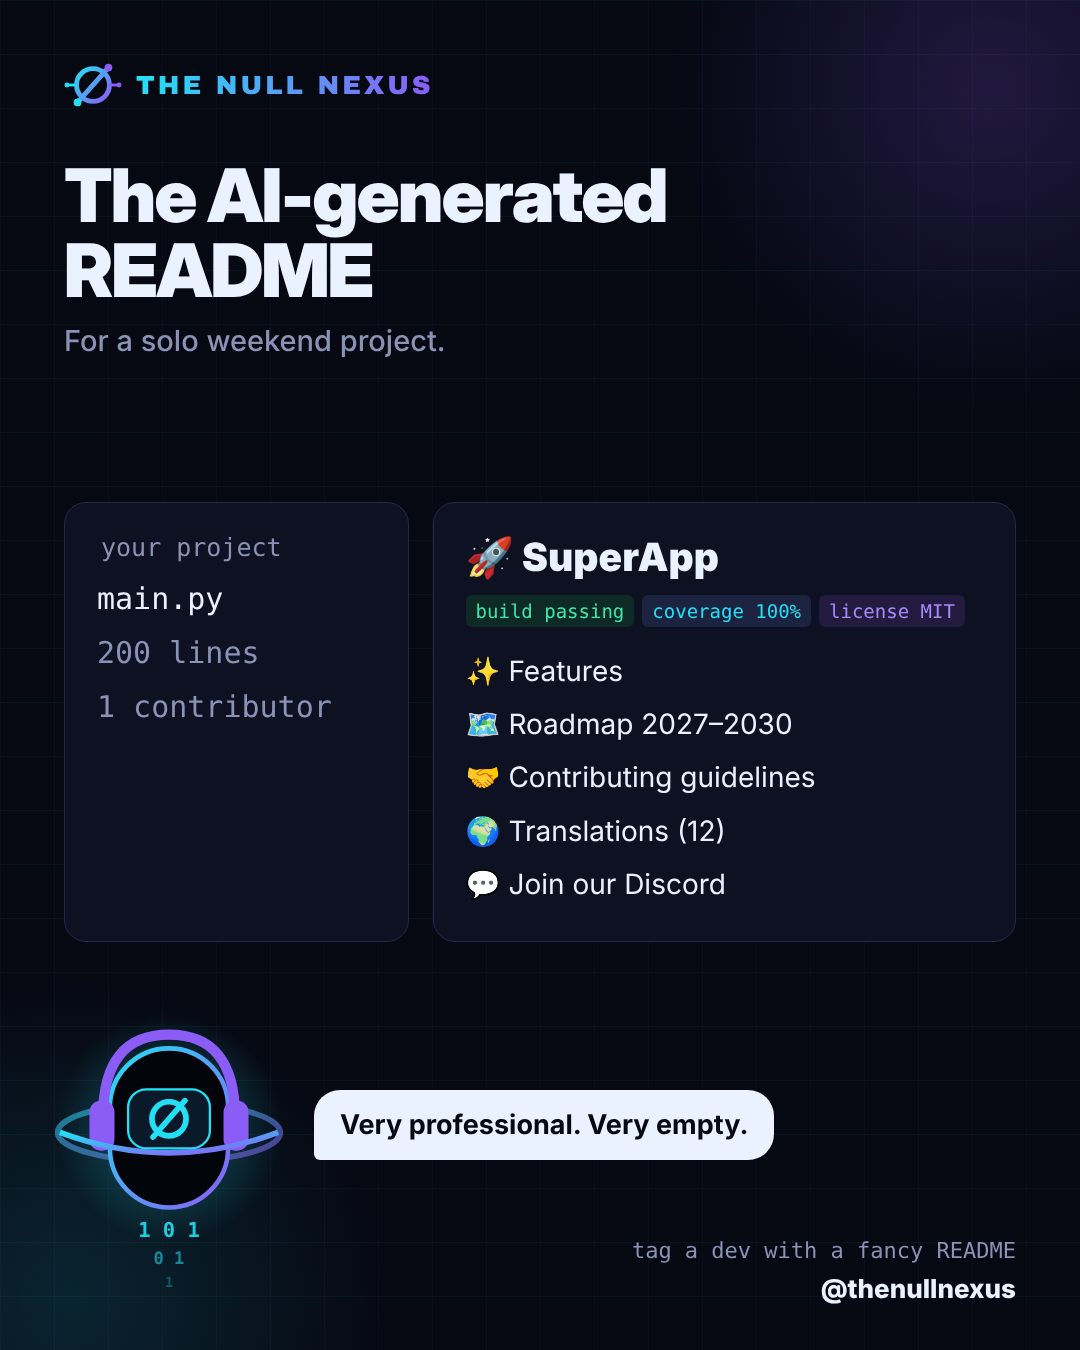 THE NULL NEXUS
The AI-generated
README
For a solo weekend project.
your project
main.py
200 lines
1 contributor
🚀 SuperApp
build passing coverage 100% license MIT
✨ Features
🗺️ Roadmap 2027–2030
🤝 Contributing guidelines
🌍 Translations (12)
💬 Join our Discord
Very professional. Very empty.
1 0 1
0 1
1
tag a dev with a fancy README
@thenullnexus